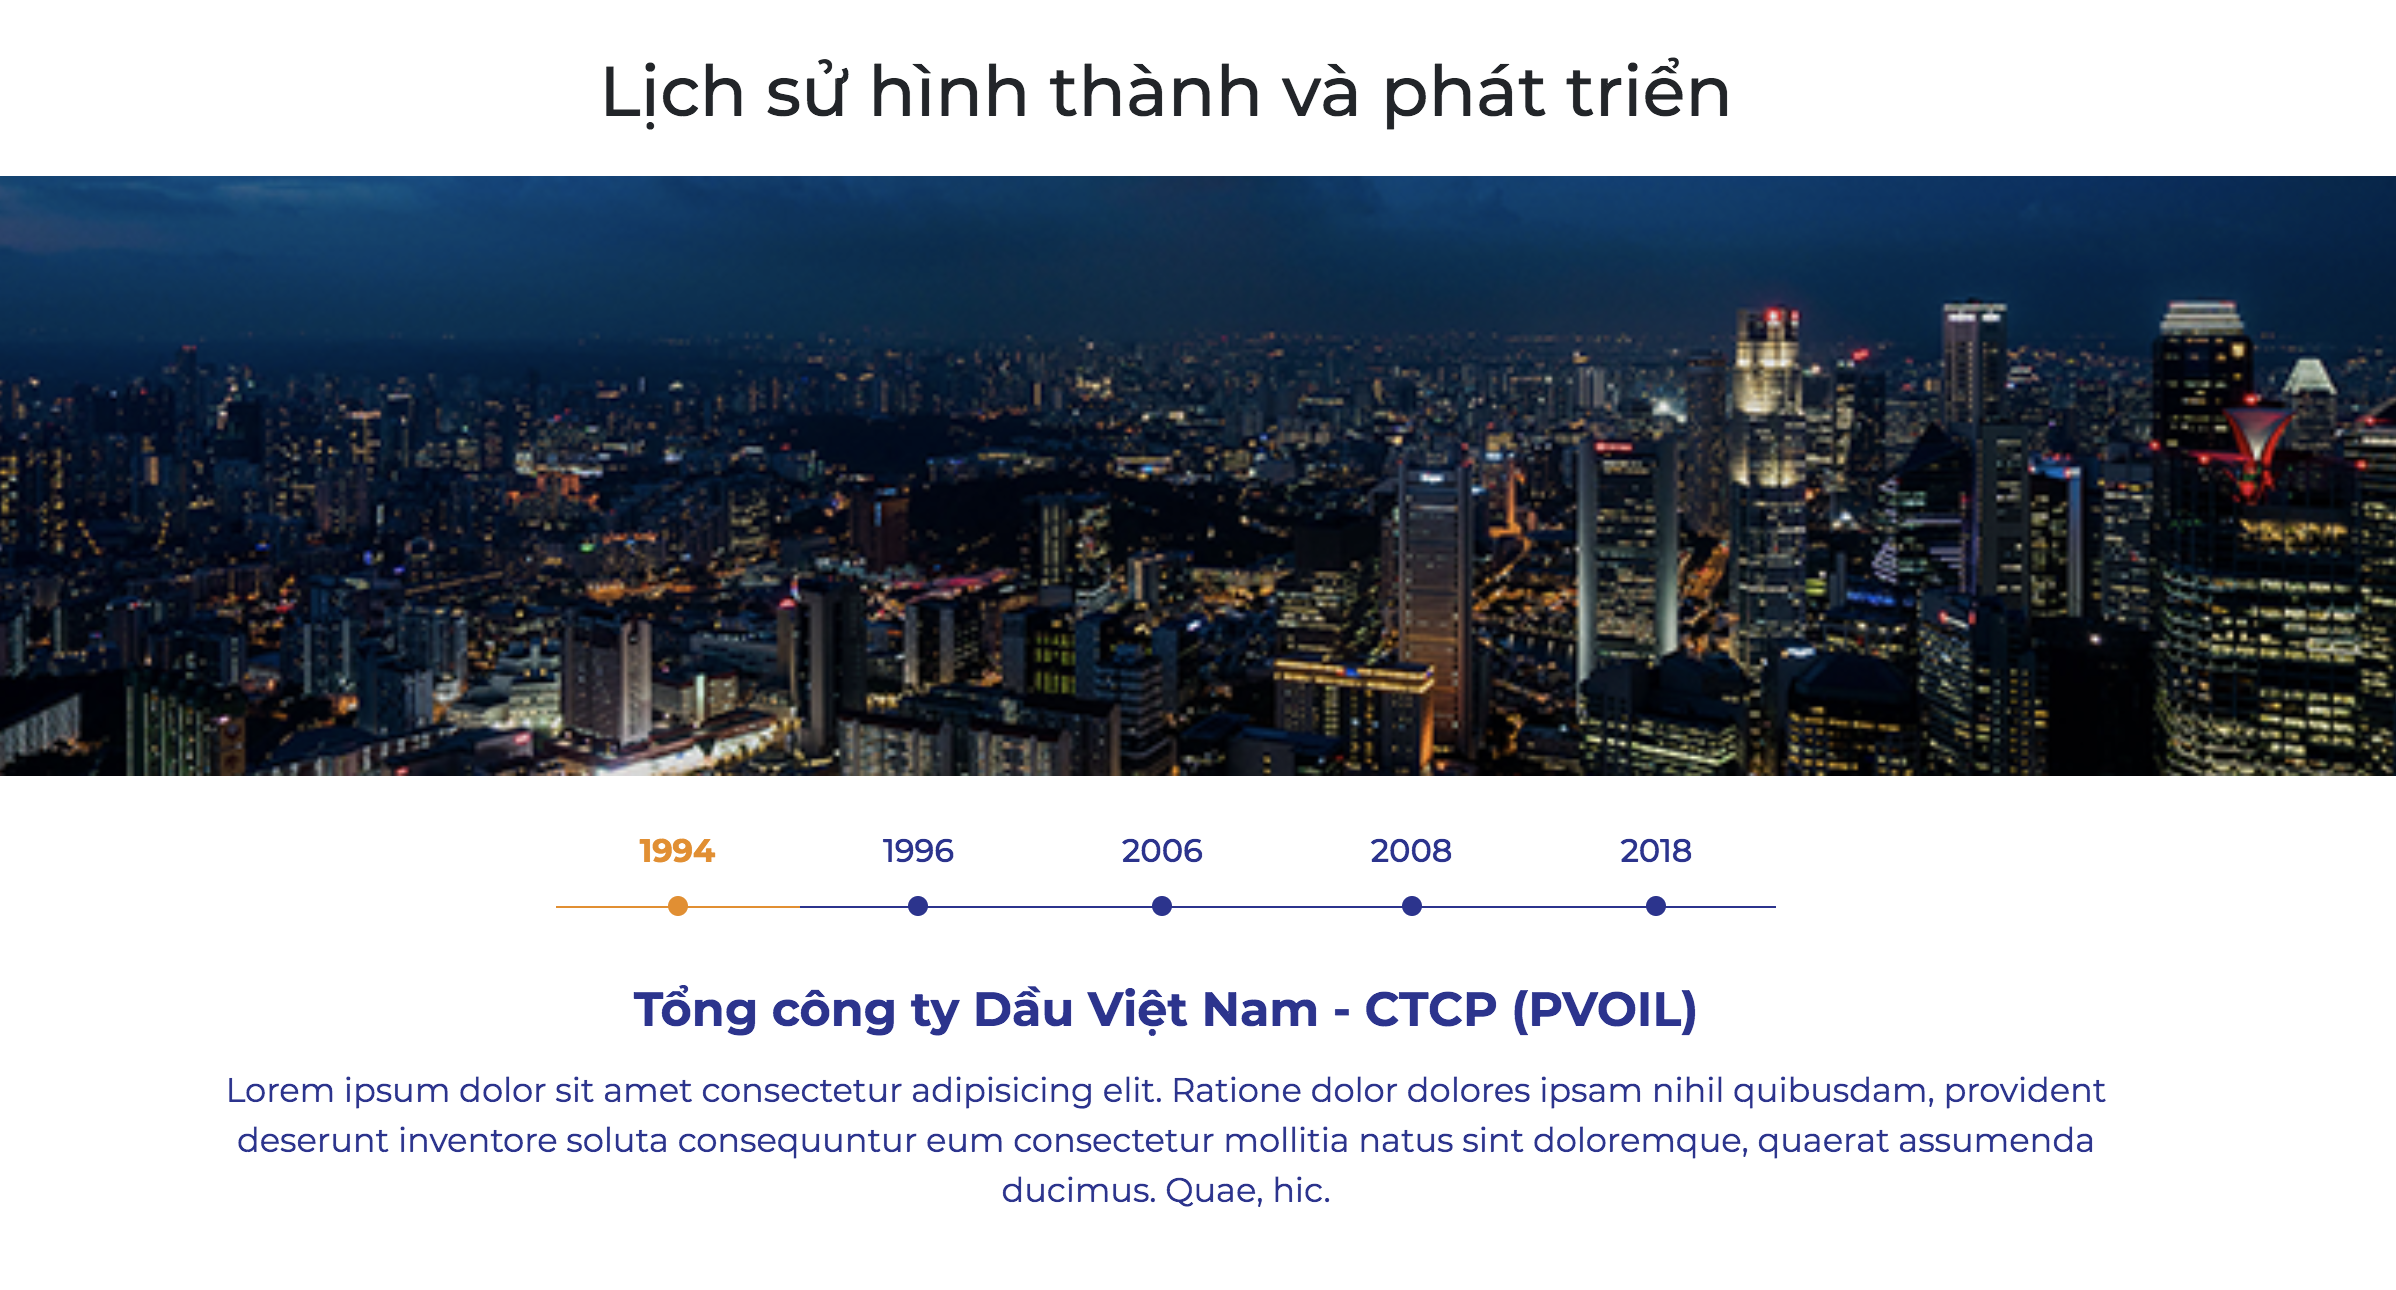 Lịch sử hình thành và phát triển
1994 1996 2006 2008 2018
Tổng công ty Dầu Việt Nam - CTCP (PVOIL)
Lorem ipsum dolor sit amet consectetur adipisicing elit. Ratione dolor dolores ipsam nihil quibusdam, provident
deserunt inventore soluta consequuntur eum consectetur mollitia natus sint doloremque, quaerat assumenda
ducimus. Quae, hic.